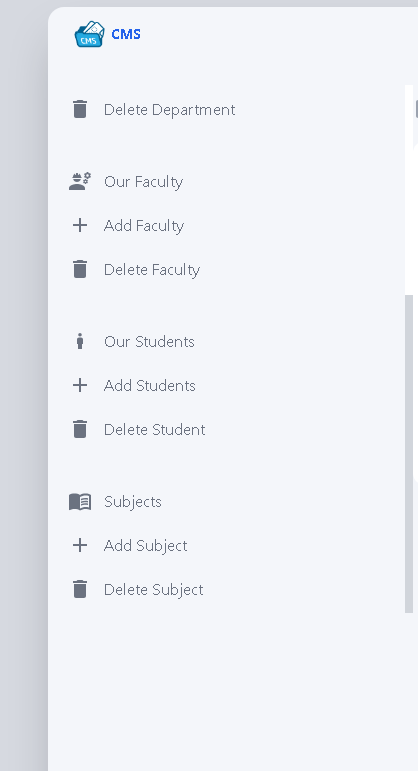 CMS CMS
Delete Department
Our Faculty
Add Faculty
Delete Faculty
Our Students
Add Students
Delete Student
Subjects
Add Subject
Delete Subject